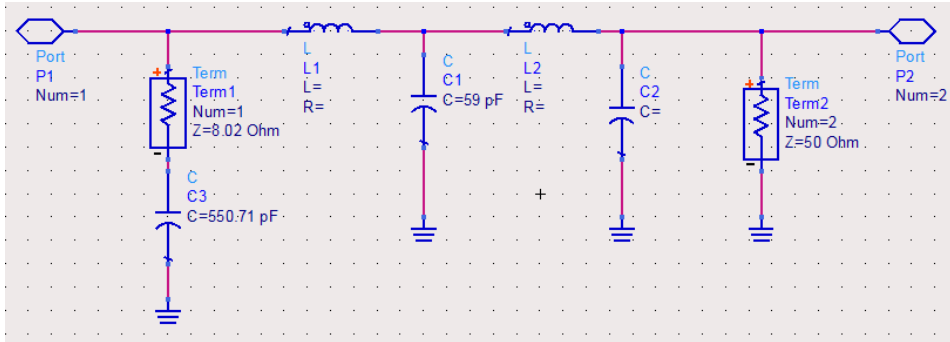 Port
P1
Num=1
+
Term
Term1
Num=1
Z=8.02 Ohm
-
C
C3
C=550.71 pF
L
L1
L=
R=
C
C1
C=59 pF
L
L2
L=
R=
C
C2
C=
+
Term
Term2
Num=2
Z=50 Ohm
-
Port
P2
Num=2